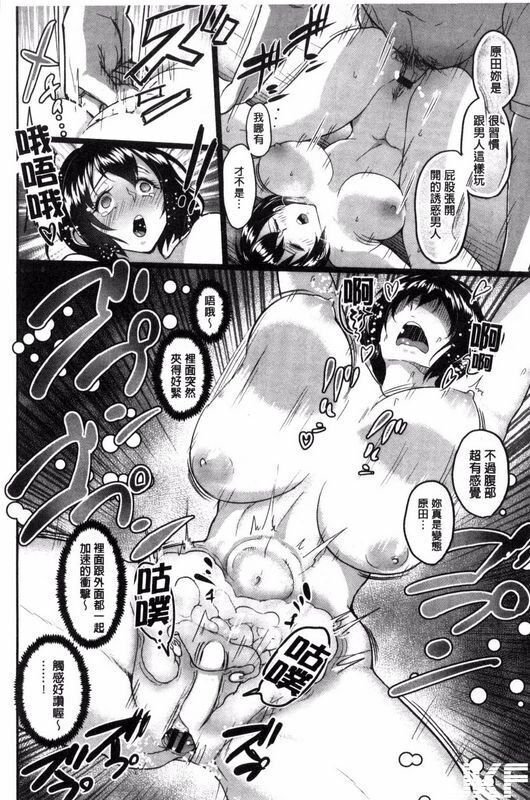 原田妳是
很習慣
跟男人這樣玩
屁股張開
開的誘惑男人
我哪有
才不是…
哦唔哦
啊
啊
啊
唔哦～
裡面突然
夾得好緊
不過腹部
超有感覺
妳真是變態
原田…
裡面跟外面都一起
加速的衝擊～
觸感好讚喔～
……！
咕噗
咕噗
KF